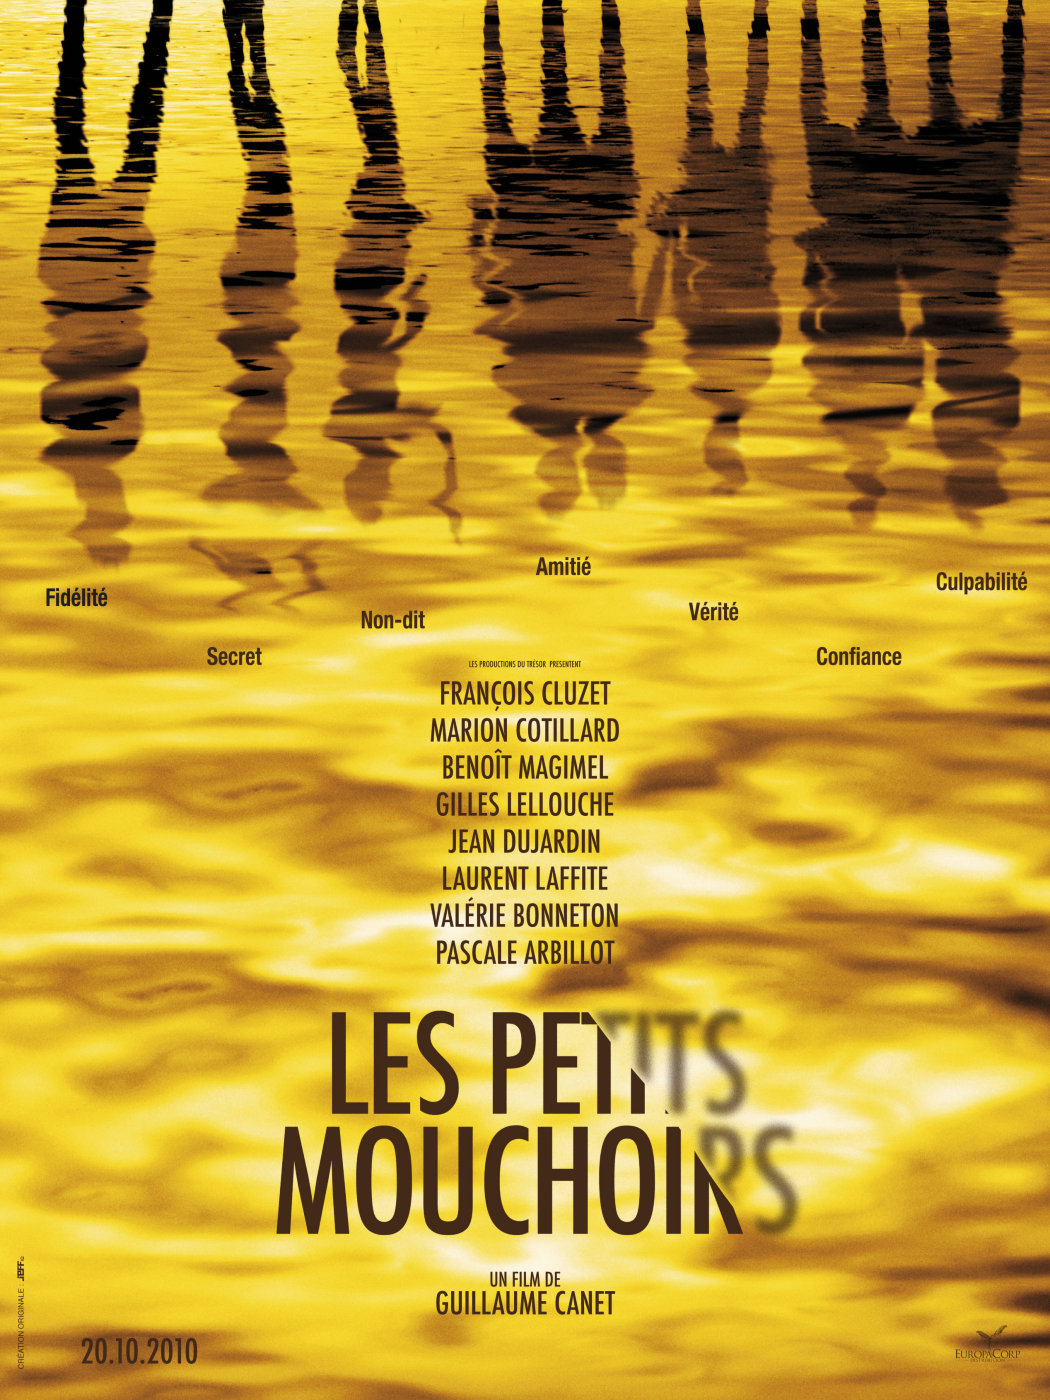 Amitié
Culpabilité
Fidélité
Vérité
Non-dit
Secret
Confiance
LES PRODUCTIONS DU TRÉSOR PRESENTENT
FRANÇOIS CLUZET
MARION COTILLARD
BENOÎT MAGIMEL
GILLES LELLOUCHE
JEAN DUJARDIN
LAURENT LAFFITE
VALÉRIE BONNETON
PASCALE ARBILLOT
LES PETITS
MOUCHOIRS
UN FILM DE
GUILLAUME CANET
20.10.2010
EUROPACORP
DISTRIBUTION
CRÉATION ORIGINALE : JEFF